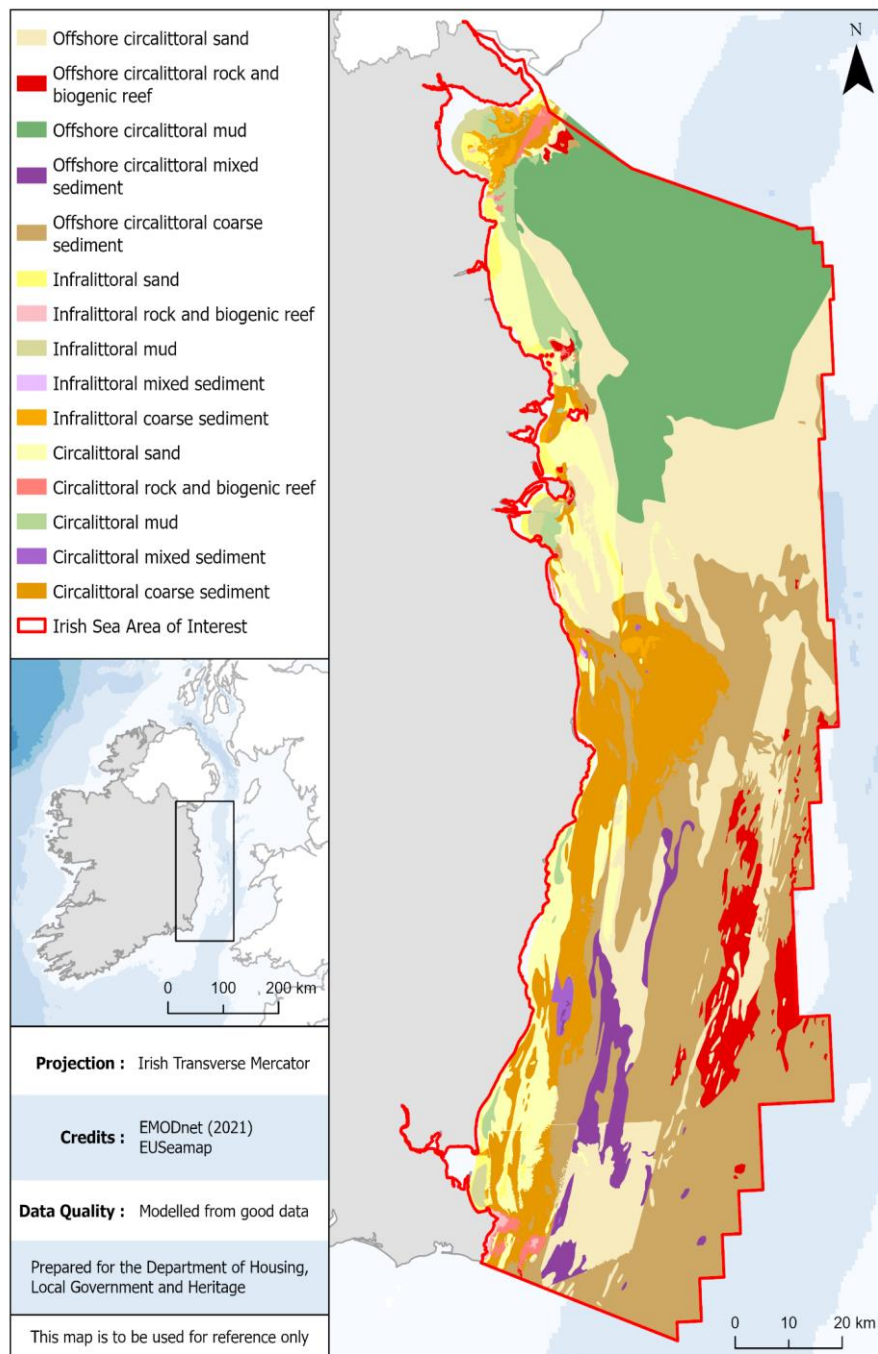 Offshore circalittoral sand
Offshore circalittoral rock and
biogenic reef
Offshore circalittoral mud
Offshore circalittoral mixed
sediment
Offshore circalittoral coarse
sediment
Infralittoral sand
Infralittoral rock and biogenic reef
Infralittoral mud
Infralittoral mixed sediment
Infralittoral coarse sediment
Circalittoral sand
Circalittoral rock and biogenic reef
Circalittoral mud
Circalittoral mixed sediment
Circalittoral coarse sediment
Irish Sea Area of Interest
N
0 100 200 km
Projection : Irish Transverse Mercator
Credits : EMODnet (2021)
EUSeamap
Data Quality : Modelled from good data
Prepared for the Department of Housing,
Local Government and Heritage
This map is to be used for reference only
0 10 20 km